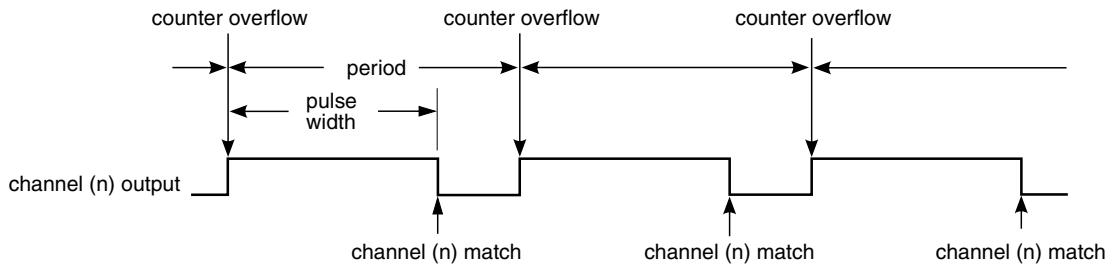 counter overflow
counter overflow
counter overflow
period
pulse
width
channel (n) output
channel (n) match
channel (n) match
channel (n) match